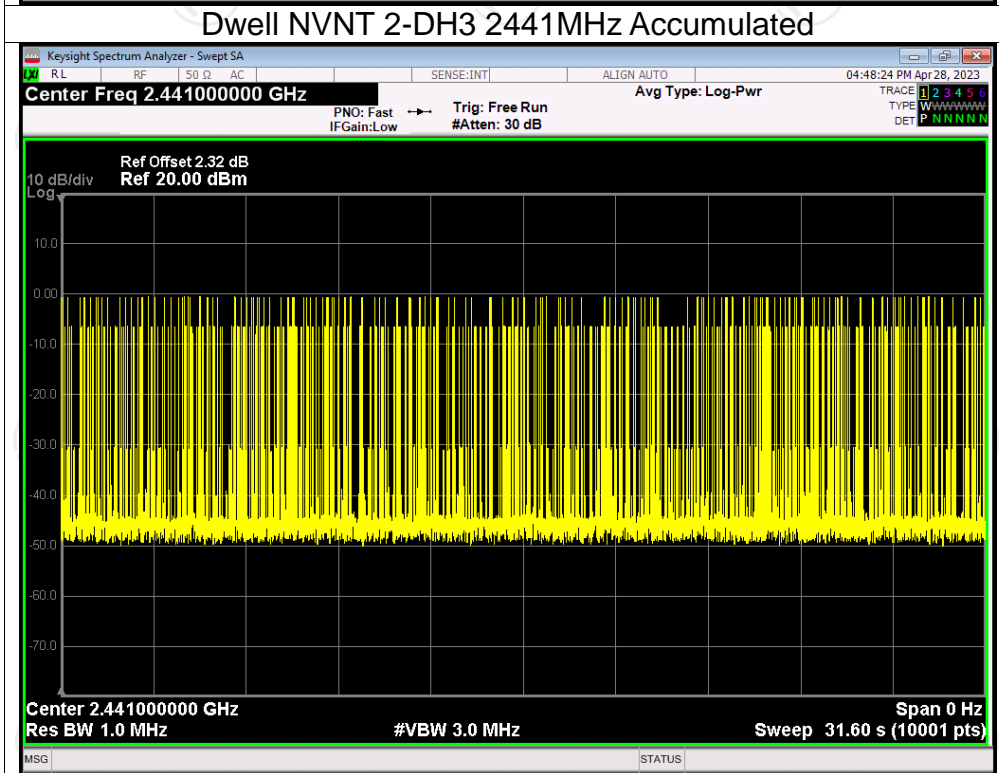 Dwell NVNT 2-DH3 2441MHz Accumulated
Keysight Spectrum Analyzer - Swept SA
LXI RL RF 50 Ω AC SENSE:INT ALIGN AUTO 04:48:24 PM Apr 28, 2023
Center Freq 2.441000000 GHz Avg Type: Log-Pwr TRACE 1 2 3 4 5 6
PNO: Fast Trig: Free Run TYPE WWWWWW
IFGain:Low #Atten: 30 dB DET P N N N N N
Ref Offset 2.32 dB
10 dB/div Ref 20.00 dBm
Log
10.0
0.00
-10.0
-20.0
-30.0
-40.0
-50.0
-60.0
-70.0
Center 2.441000000 GHz Span 0 Hz
Res BW 1.0 MHz #VBW 3.0 MHz Sweep 31.60 s (10001 pts)
MSG STATUS